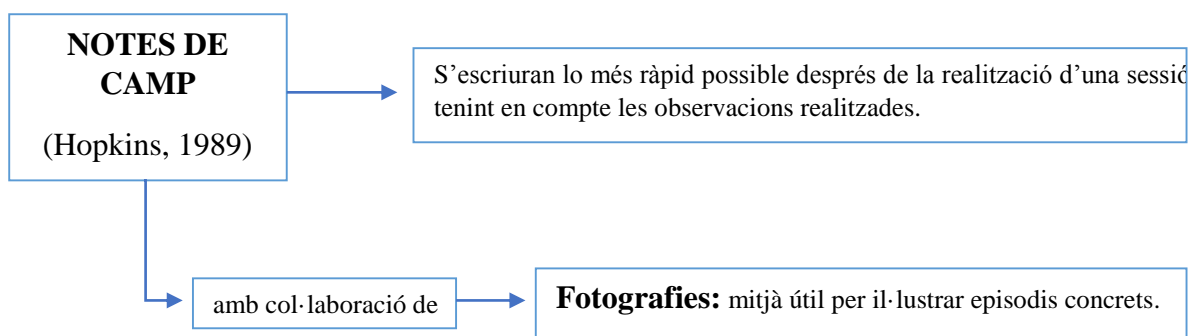 NOTES DE
CAMP
(Hopkins, 1989)
S’escriuran lo més ràpid possible després de la realització d’una sessió
tenint en compte les observacions realitzades.
amb col·laboració de
Fotografies: mitjà útil per il·lustrar episodis concrets.